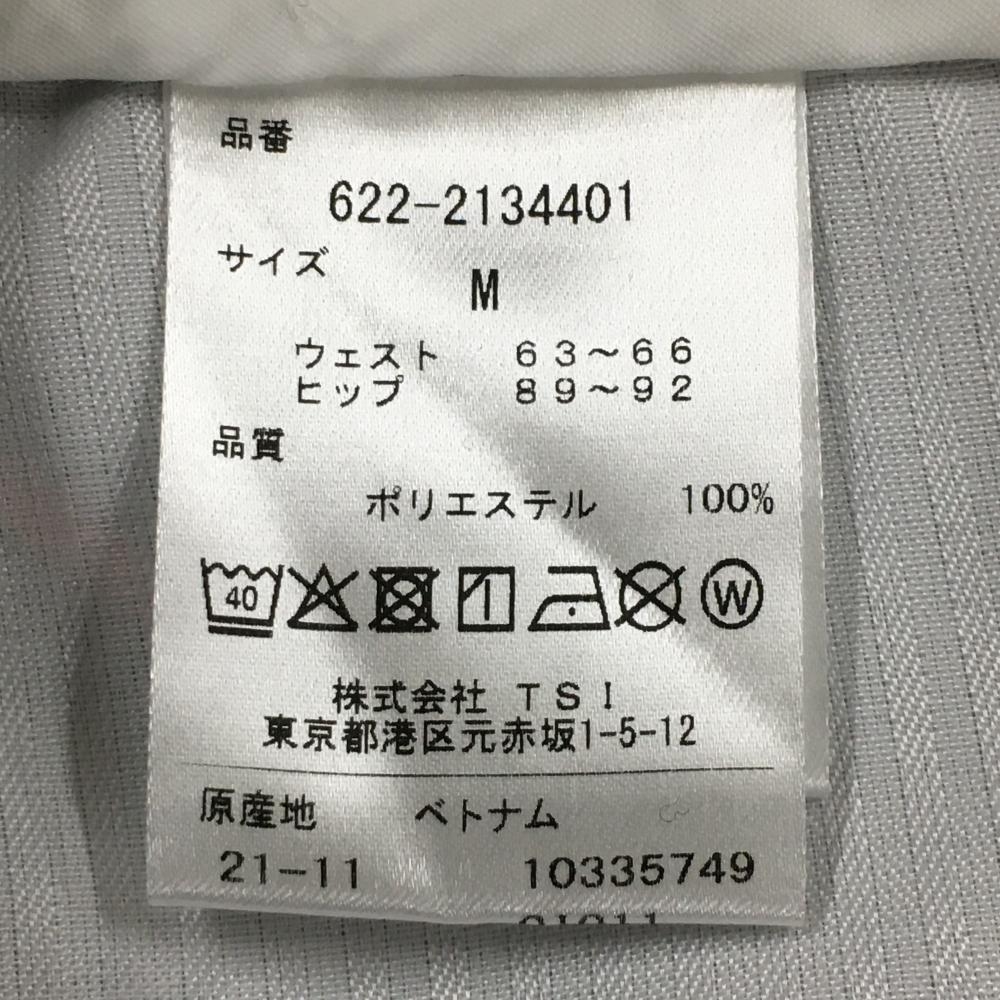 品番
622-2134401
サイズ
M
ウェスト 63～66
ヒップ 89～92
品質
ポリエステル 100%
40 W
株式会社 TSI
東京都港区元赤坂1-5-12
原産地 ベトナム
21-11 10335749